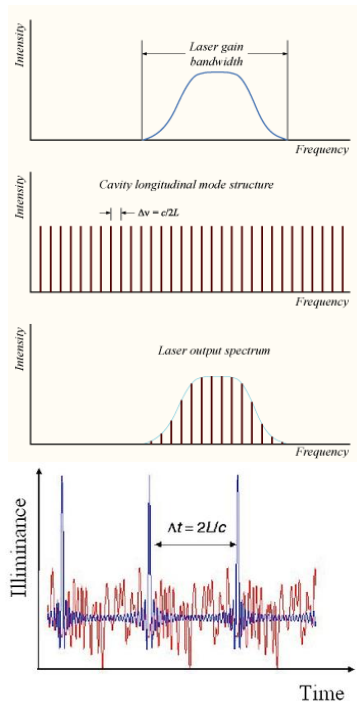 Intensity
Laser gain
bandwidth
Frequency
Intensity
Cavity longitudinal mode structure
Δν = c/2L
Frequency
Intensity
Laser output spectrum
Frequency
Illiminance
Δt = 2L/c
Time